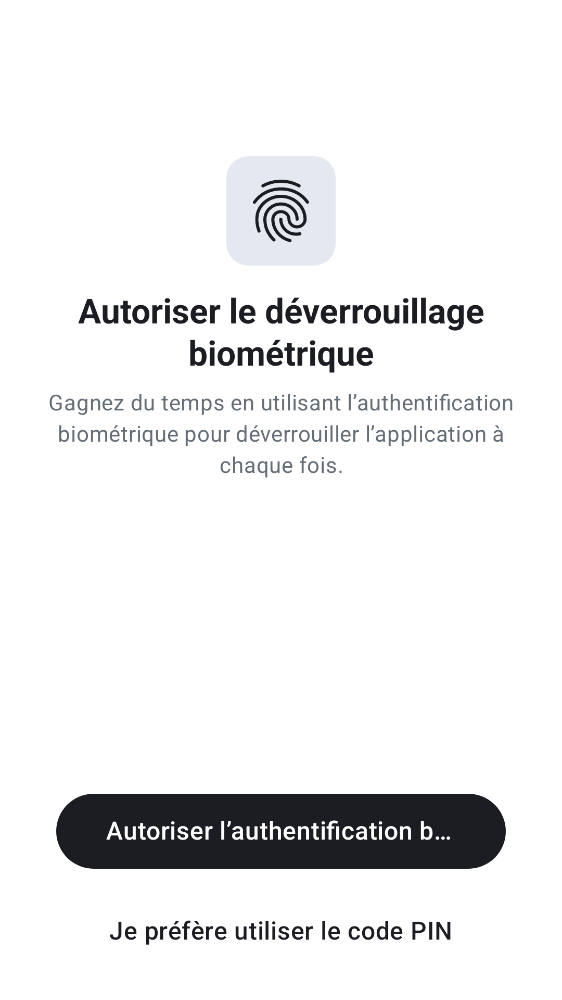 Autoriser le déverrouillage
biométrique
Gagnez du temps en utilisant l’authentification
biométrique pour déverrouiller l’application à
chaque fois.
Autoriser l’authentification b…
Je préfère utiliser le code PIN